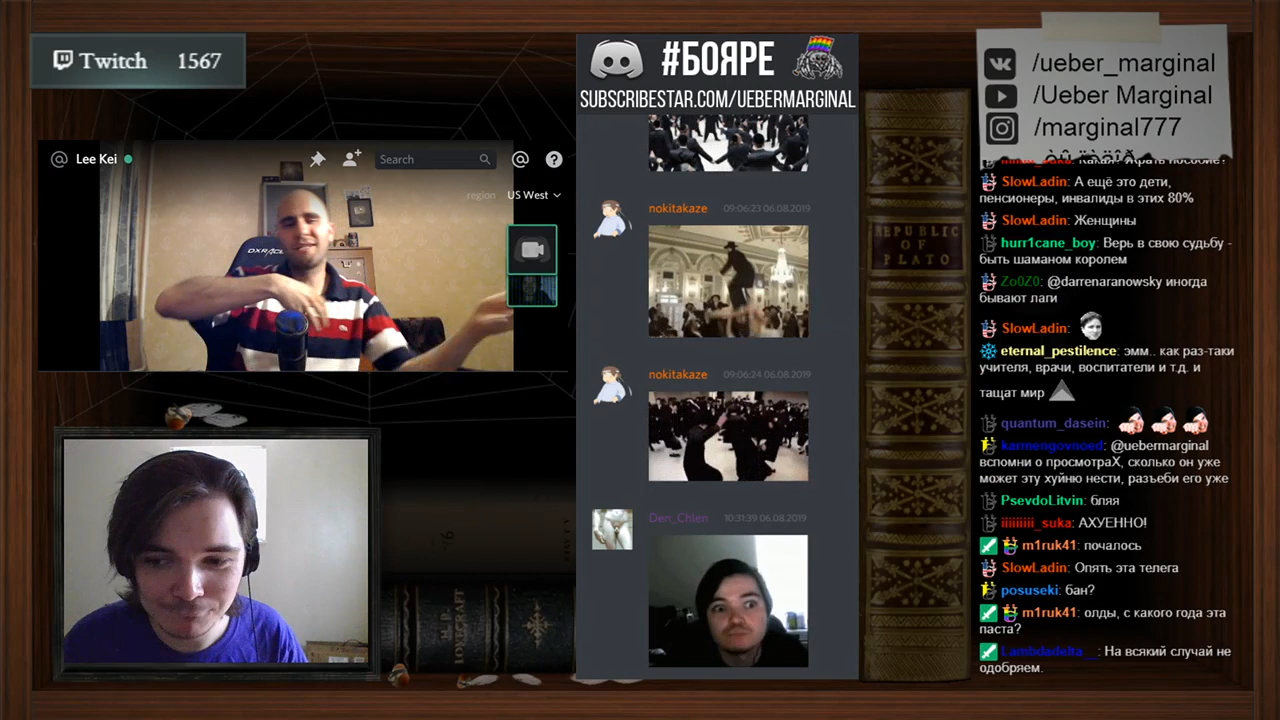 Twitch 1567
@ Lee Kei
Search
region US West
DXRACER
H. P. LOVECRAFT
#БОЯРЕ
SUBSCRIBESTAR.COM/UEBERMARGINAL
nokitakaze 09:06:23 06.08.2019
nokitakaze 09:06:24 06.08.2019
Den_Chlen 10:31:39 06.08.2019
REPUBLIC
OF
PLATO
/ueber_marginal
/Ueber Marginal
/marginal777
SlowLadin: А ещё это дети,
пенсионеры, инвалиды в этих 80%
SlowLadin: Женщины
hurr1cane_boy: Верь в свою судьбу -
быть шаманом королем
Zo0Z0: @darrenaranowsky иногда
бывают лаги
SlowLadin:
eternal_pestilence: эмм.. как раз-таки
учителя, врачи, воспитатели и т.д. и
тащат мир
quantum_dasein:
karmengovnoed: @uebermarginal
вспомни о просмотраХ, сколько он уже
может эту хуйню нести, разъеби его уже
PsevdoLitvin: бляя
iiiiiiiii_suka: АХУЕННО!
m1ruk41: почалось
SlowLadin: Опять эта телега
posuseki: бан?
m1ruk41: олды, с какого года эта
паста?
Lambdadelta__: На всякий случай не
одобряем.